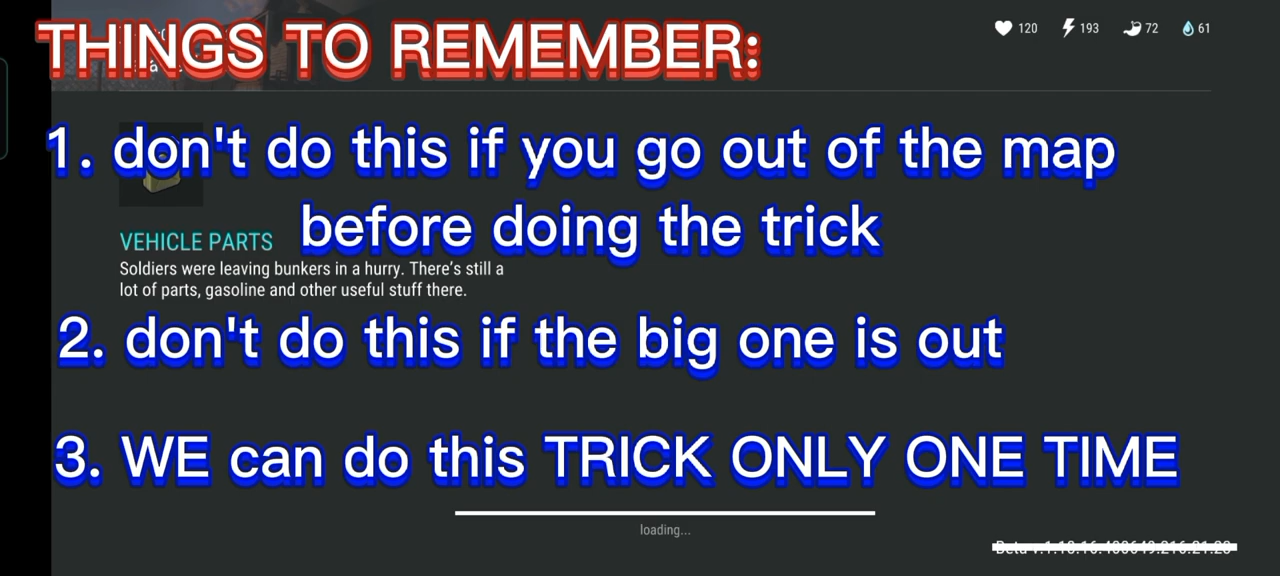 THINGS TO REMEMBER:
120 193 72 61
1. don't do this if you go out of the map
before doing the trick
VEHICLE PARTS
Soldiers were leaving bunkers in a hurry. There's still a
lot of parts, gasoline and other useful stuff there.
2. don't do this if the big one is out
3. WE can do this TRICK ONLY ONE TIME
loading...